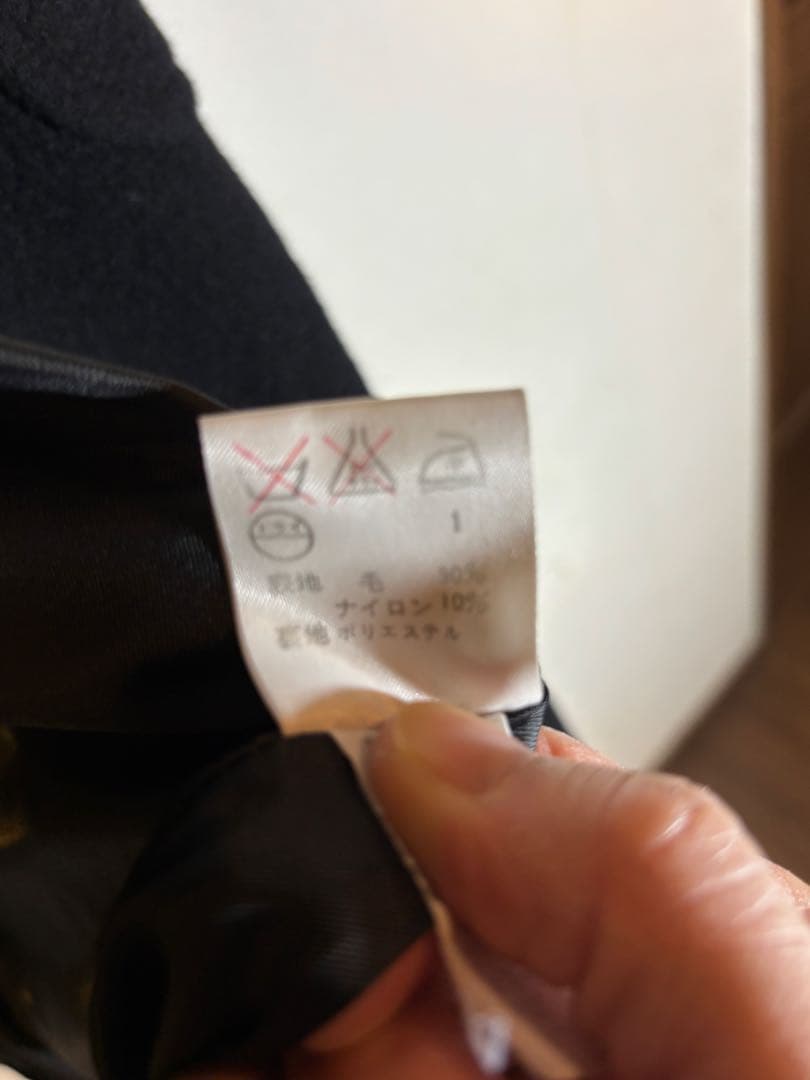 ドライ
1
表地 毛 90%
ナイロン 10%
裏地 ポリエステル